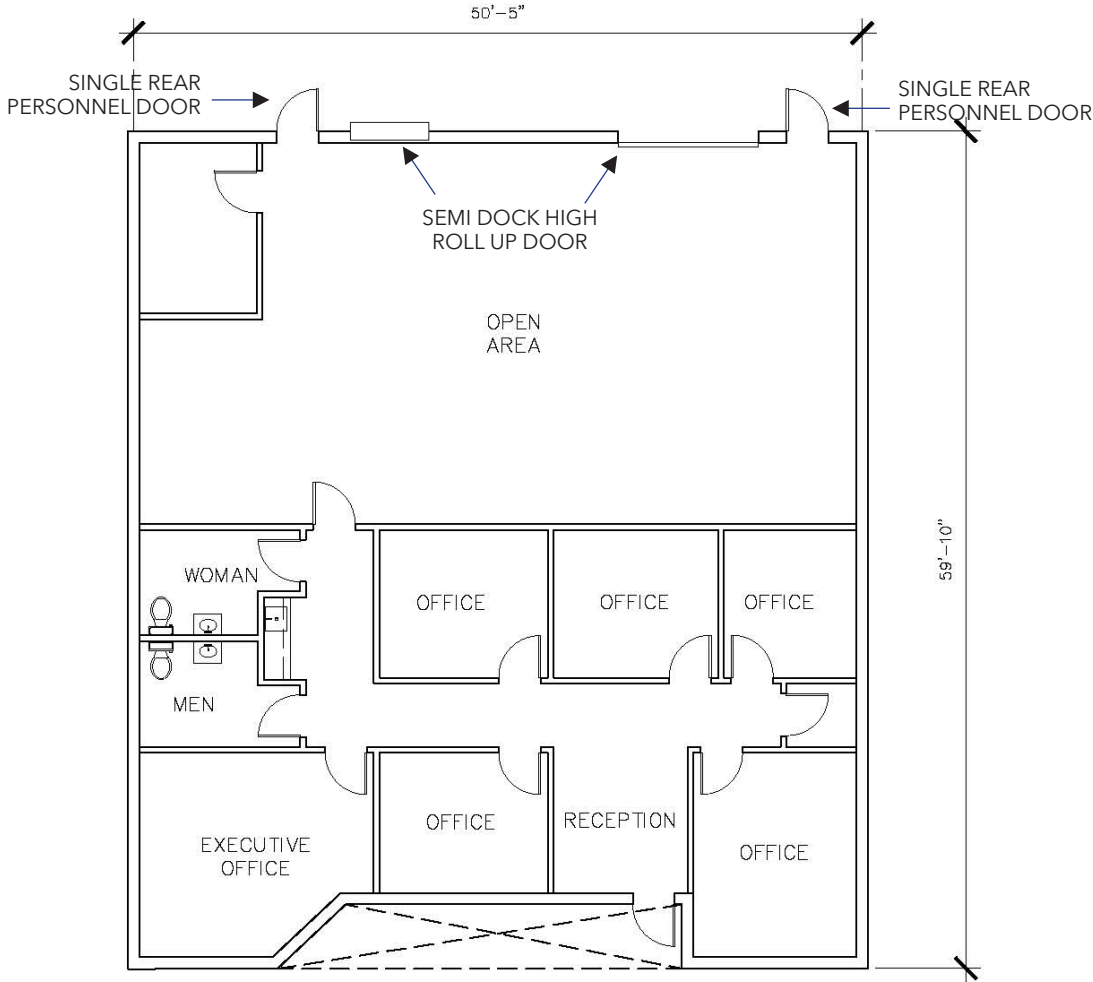 50'-5"
SINGLE REAR
PERSONNEL DOOR
SINGLE REAR
PERSONNEL DOOR
SEMI DOCK HIGH
ROLL UP DOOR
OPEN
AREA
59'-10"
WOMAN
OFFICE
OFFICE
OFFICE
MEN
EXECUTIVE
OFFICE
OFFICE
RECEPTION
OFFICE